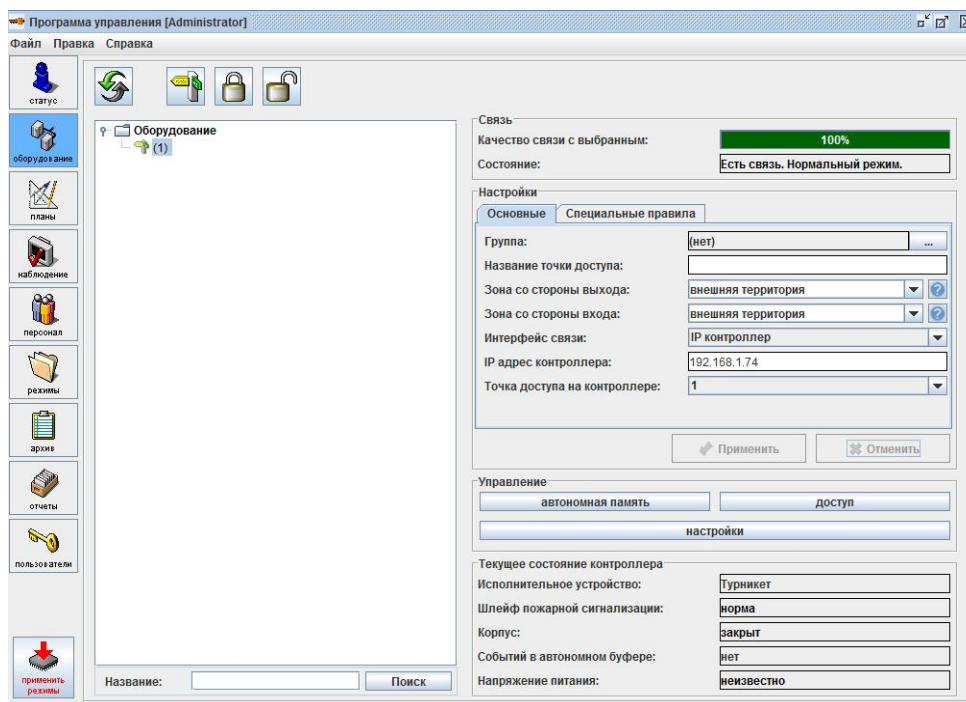 Программа управления [Administrator]
Файл Правка Справка
статус
оборудование
планы
наблюдение
персонал
режимы
архив
отчеты
пользователи
применить
режимы
Оборудование
(1)
Название:
Поиск
Связь
Качество связи с выбранным: 100%
Состояние: Есть связь. Нормальный режим.
Настройки
Основные Специальные правила
Группа: (нет) ...
Название точки доступа:
Зона со стороны выхода: внешняя территория ?
Зона со стороны входа: внешняя территория ?
Интерфейс связи: IP контроллер
IP адрес контроллера: 192.168.1.74
Точка доступа на контроллере: 1
Применить Отменить
Управление
автономная память доступ
настройки
Текущее состояние контроллера
Исполнительное устройство: Турникет
Шлейф пожарной сигнализации: норма
Корпус: закрыт
Событий в автономном буфере: нет
Напряжение питания: неизвестно